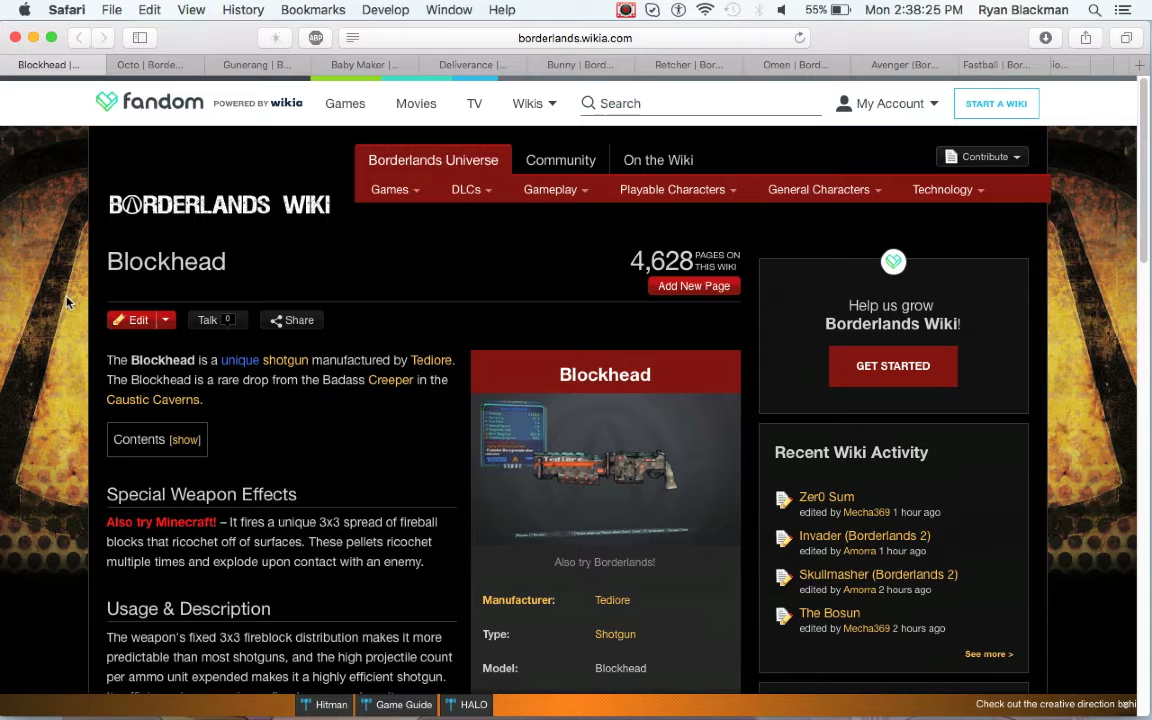 Safari File Edit View History Bookmarks Develop Window Help 55% Mon 2:38:25 PM Ryan Blackman
ABP borderlands.wikia.com
Blockhead |... Octo | Borde... Gunerang | B... Baby Maker |... Deliverance |... Bunny | Bord... Retcher | Bor... Omen | Bord... Avenger (Bor... Fastball | Bor... io...
fandom POWERED BY wikia Games Movies TV Wikis Search My Account START A WIKI
Borderlands Universe Community On the Wiki Contribute
Games DLCs Gameplay Playable Characters General Characters Technology
BORDERLANDS WIKI
Blockhead
4,628 PAGES ON THIS WIKI
Add New Page
Edit Talk 0 Share
The Blockhead is a unique shotgun manufactured by Tediore.
The Blockhead is a rare drop from the Badass Creeper in the
Caustic Caverns.
Contents [show]
Special Weapon Effects
Also try Minecraft! – It fires a unique 3x3 spread of fireball
blocks that ricochet off of surfaces. These pellets ricochet
multiple times and explode upon contact with an enemy.
Usage & Description
The weapon's fixed 3x3 fireblock distribution makes it more
predictable than most shotguns, and the high projectile count
per ammo unit expended makes it a highly efficient shotgun.
Blockhead
Tediore
Also try Borderlands!
Manufacturer: Tediore
Type: Shotgun
Model: Blockhead
Help us grow
Borderlands Wiki!
GET STARTED
Recent Wiki Activity
Zer0 Sum
edited by Mecha369 1 hour ago
Invader (Borderlands 2)
edited by Amorra 1 hour ago
Skullmasher (Borderlands 2)
edited by Amorra 2 hours ago
The Bosun
edited by Mecha369 2 hours ago
See more >
Hitman Game Guide HALO Check out the creative direction